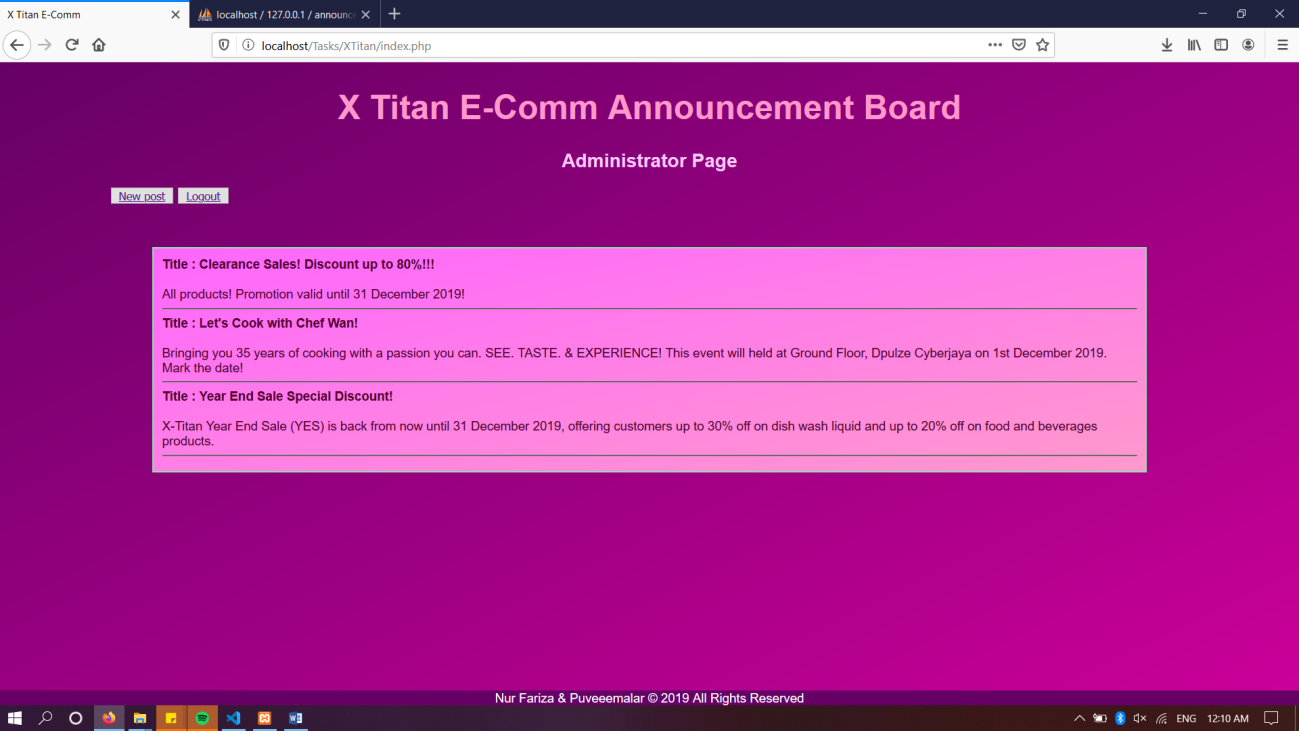 X Titan E-Comm
localhost / 127.0.0.1 / announce
localhost/Tasks/XTitan/index.php
X Titan E-Comm Announcement Board
Administrator Page
New post Logout
Title : Clearance Sales! Discount up to 80%!!!
All products! Promotion valid until 31 December 2019!
Title : Let's Cook with Chef Wan!
Bringing you 35 years of cooking with a passion you can. SEE. TASTE. & EXPERIENCE! This event will held at Ground Floor, Dpulze Cyberjaya on 1st December 2019.
Mark the date!
Title : Year End Sale Special Discount!
X-Titan Year End Sale (YES) is back from now until 31 December 2019, offering customers up to 30% off on dish wash liquid and up to 20% off on food and beverages
products.
Nur Fariza & Puveeemalar © 2019 All Rights Reserved
ENG 12:10 AM